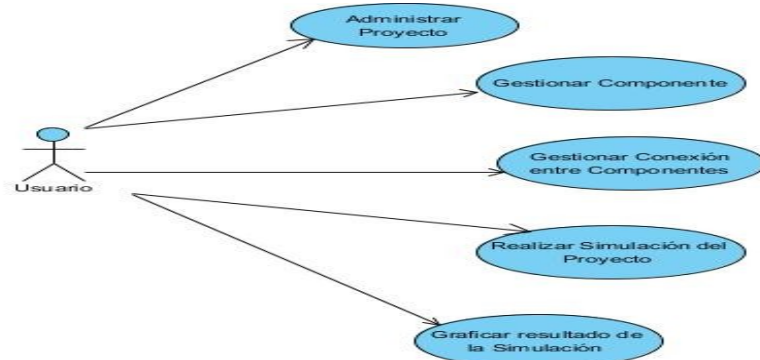 Administrar
Proyecto
Gestionar Componente
Gestionar Conexión
entre Componentes
Usuario
Realizar Simulación del
Proyecto
Graficar resultado de
la Simulación